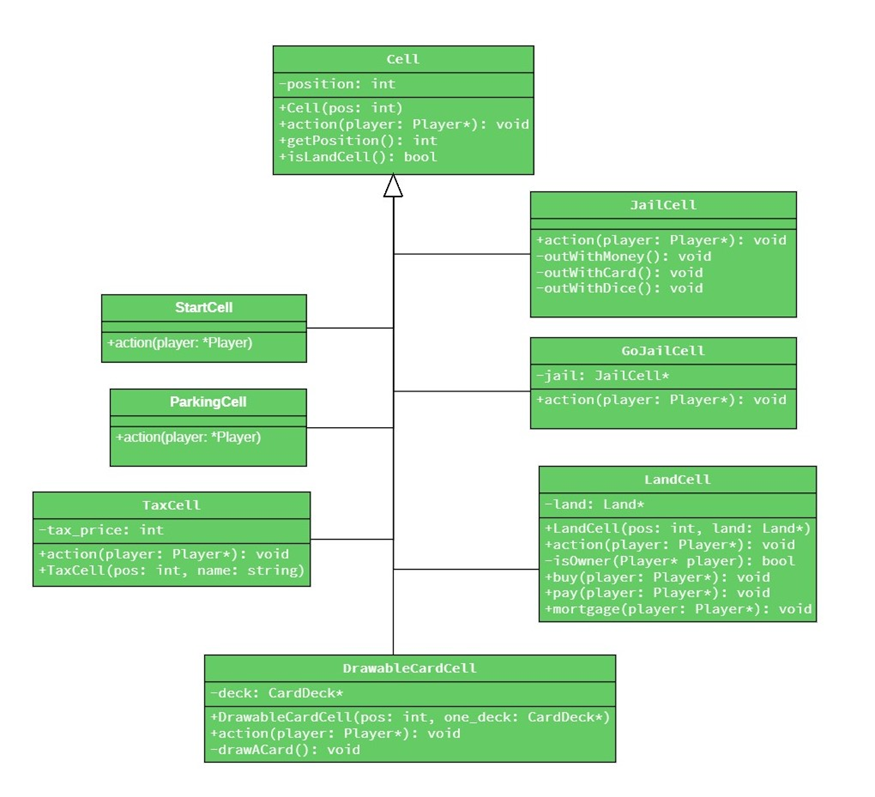 Cell
-position: int
+Cell(pos: int)
+action(player: Player*): void
+getPosition(): int
+isLandCell(): bool
JailCell
+action(player: Player*): void
-outWithMoney(): void
-outWithCard(): void
-outWithDice(): void
StartCell
+action(player: *Player)
GoJailCell
-jail: JailCell*
+action(player: Player*): void
ParkingCell
+action(player: *Player)
LandCell
-land: Land*
+LandCell(pos: int, land: Land*)
+action(player: Player*): void
-isOwner(Player* player): bool
+buy(player: Player*): void
+pay(player: Player*): void
+mortgage(player: Player*): void
TaxCell
-tax_price: int
+action(player: Player*): void
+TaxCell(pos: int, name: string)
DrawableCardCell
-deck: CardDeck*
+DrawableCardCell(pos: int, one_deck: CardDeck*)
+action(player: Player*): void
-drawACard(): void